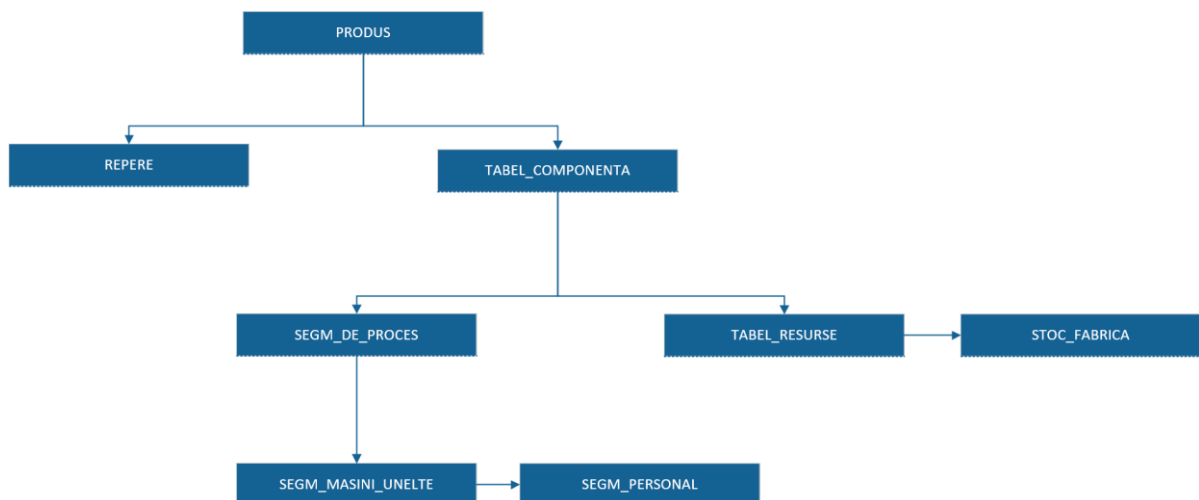 PRODUS
REPERE
TABEL_COMPONENTA
SEGM_DE_PROCES
TABEL_RESURSE
STOC_FABRICA
SEGM_MASINI_UNELTE
SEGM_PERSONAL